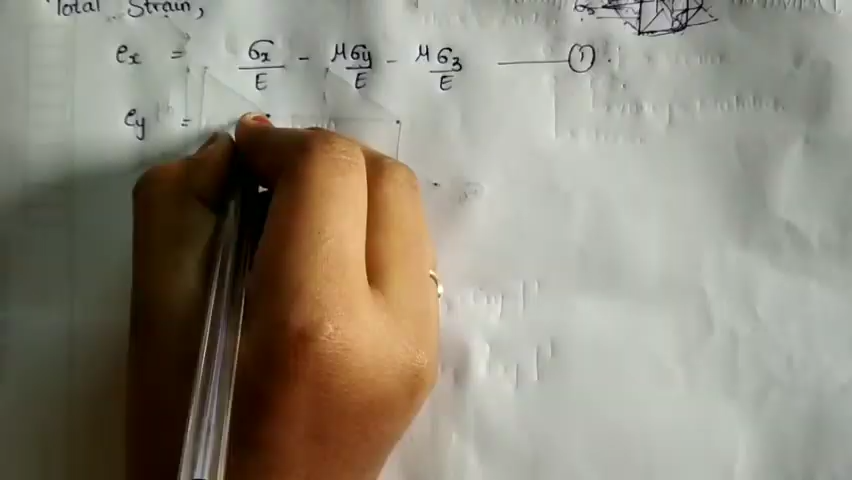 Total Strain,
ex = σx/E - μσy/E - μσ3/E —— ①.
ey =